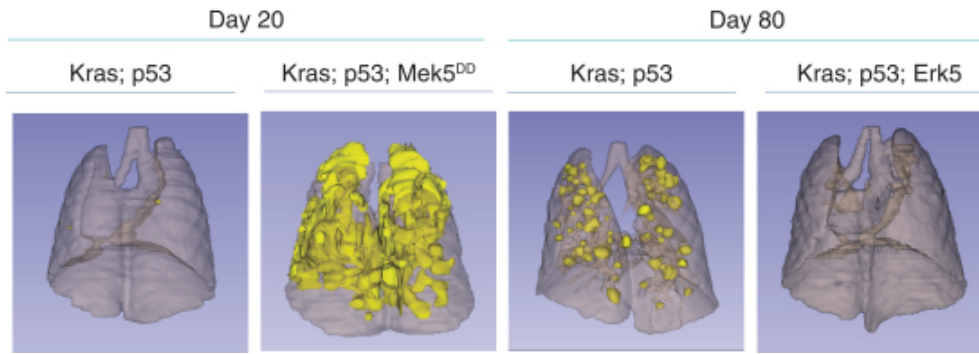 Day 20 Day 80
Kras; p53 Kras; p53; Mek5ᴰᴰ Kras; p53 Kras; p53; Erk5